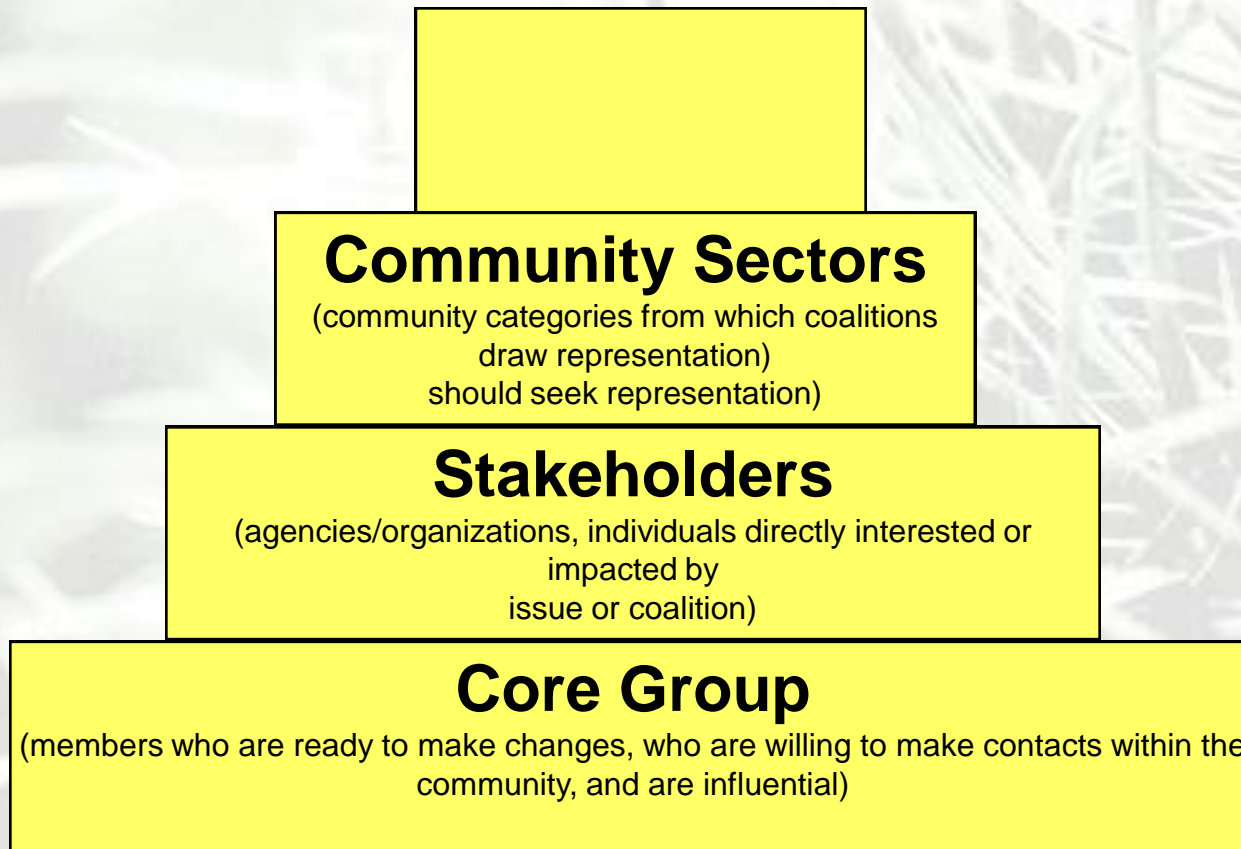 Community Sectors
(community categories from which coalitions
draw representation)
should seek representation)
Stakeholders
(agencies/organizations, individuals directly interested or
impacted by
issue or coalition)
Core Group
(members who are ready to make changes, who are willing to make contacts within the
community, and are influential)